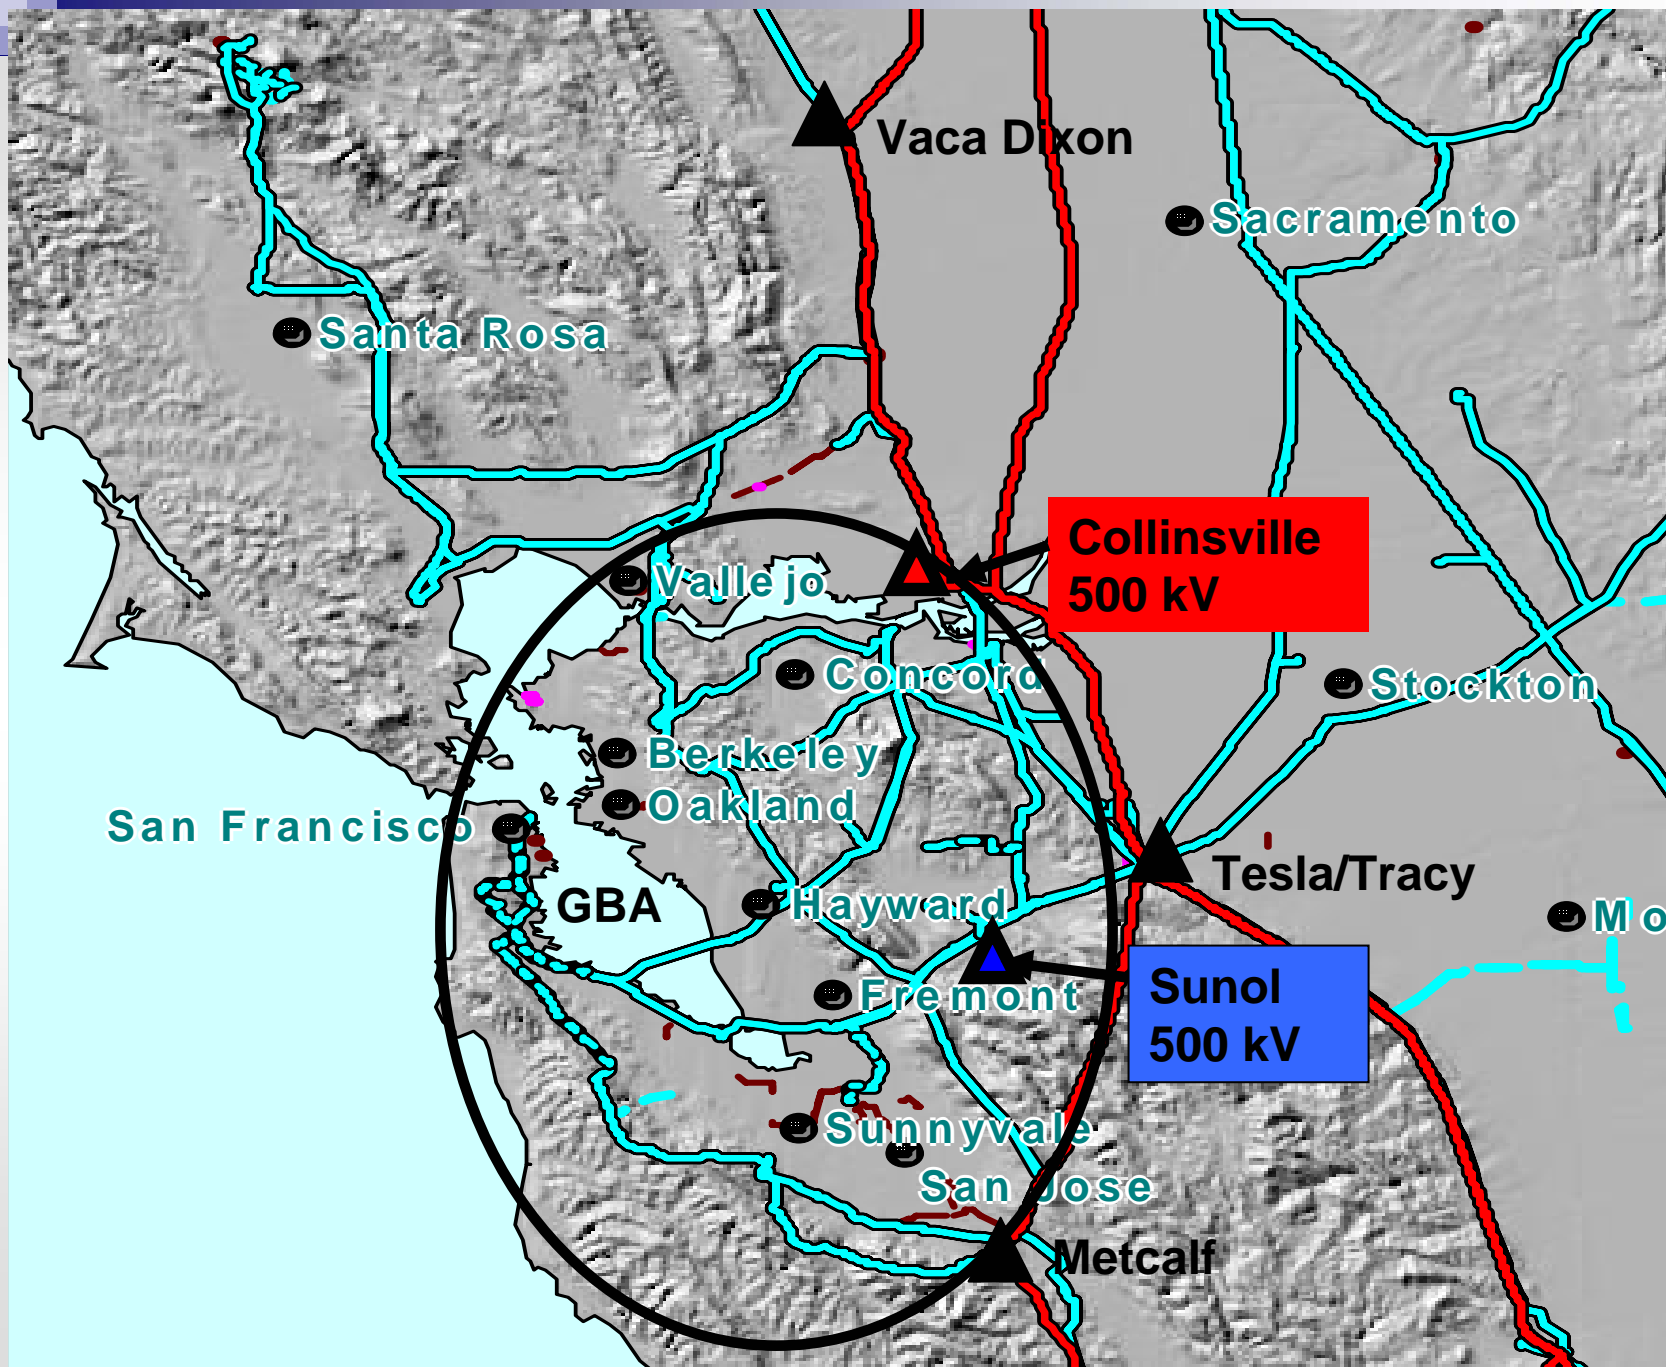 Vaca Dixon
Sacramento
Santa Rosa
Collinsville
500 kV
Vallejo
Concord
Stockton
Berkeley
Oakland
San Francisco
Tesla/Tracy
GBA
Hayward
Mo
Sunol
500 kV
Fremont
Sunnyvale
San Jose
Metcalf